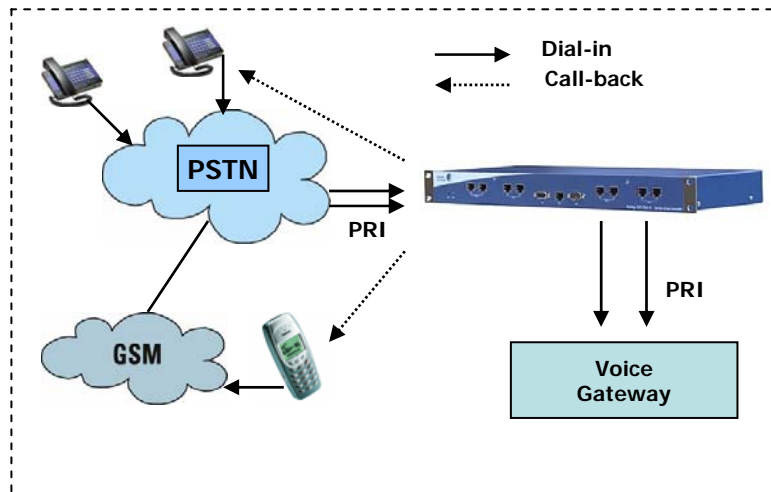 Dial-in
Call-back
PSTN
PRI
PRI
GSM
Voice
Gateway